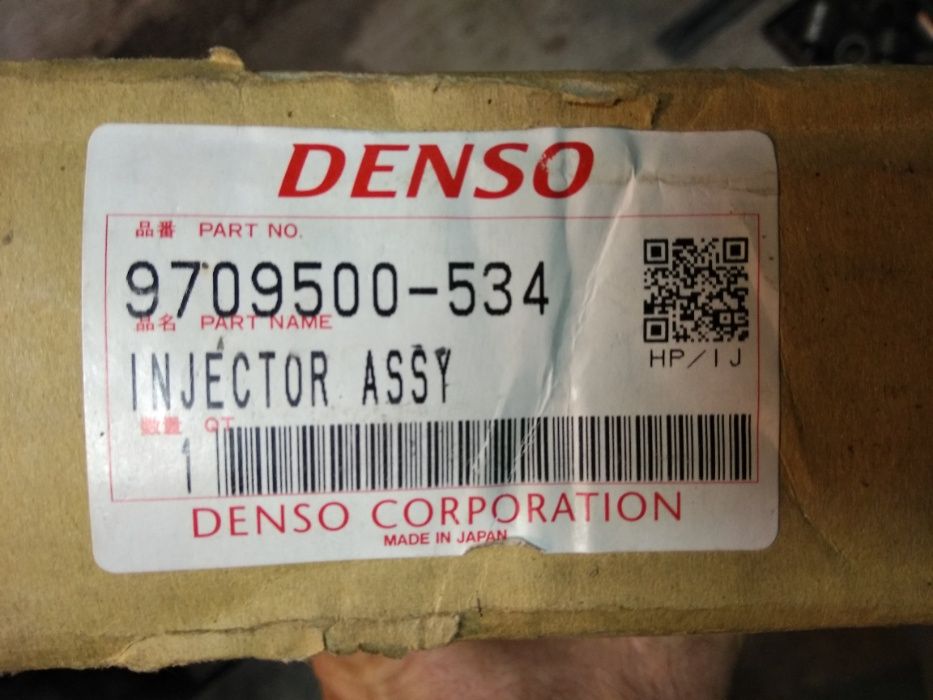 DENSO
品番 PART NO.
9709500-534
品名 PART NAME
INJECTOR ASSY
HP/IJ
数量 QT
1
DENSO CORPORATION
MADE IN JAPAN